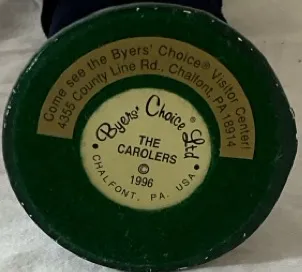 Come see the Byers' Choice® Visitor Center!
4355 County Line Rd., Chalfont, PA 18914
Byers' Choice® Ltd
THE
CAROLERS
©
1996
• CHALFONT, PA. USA •